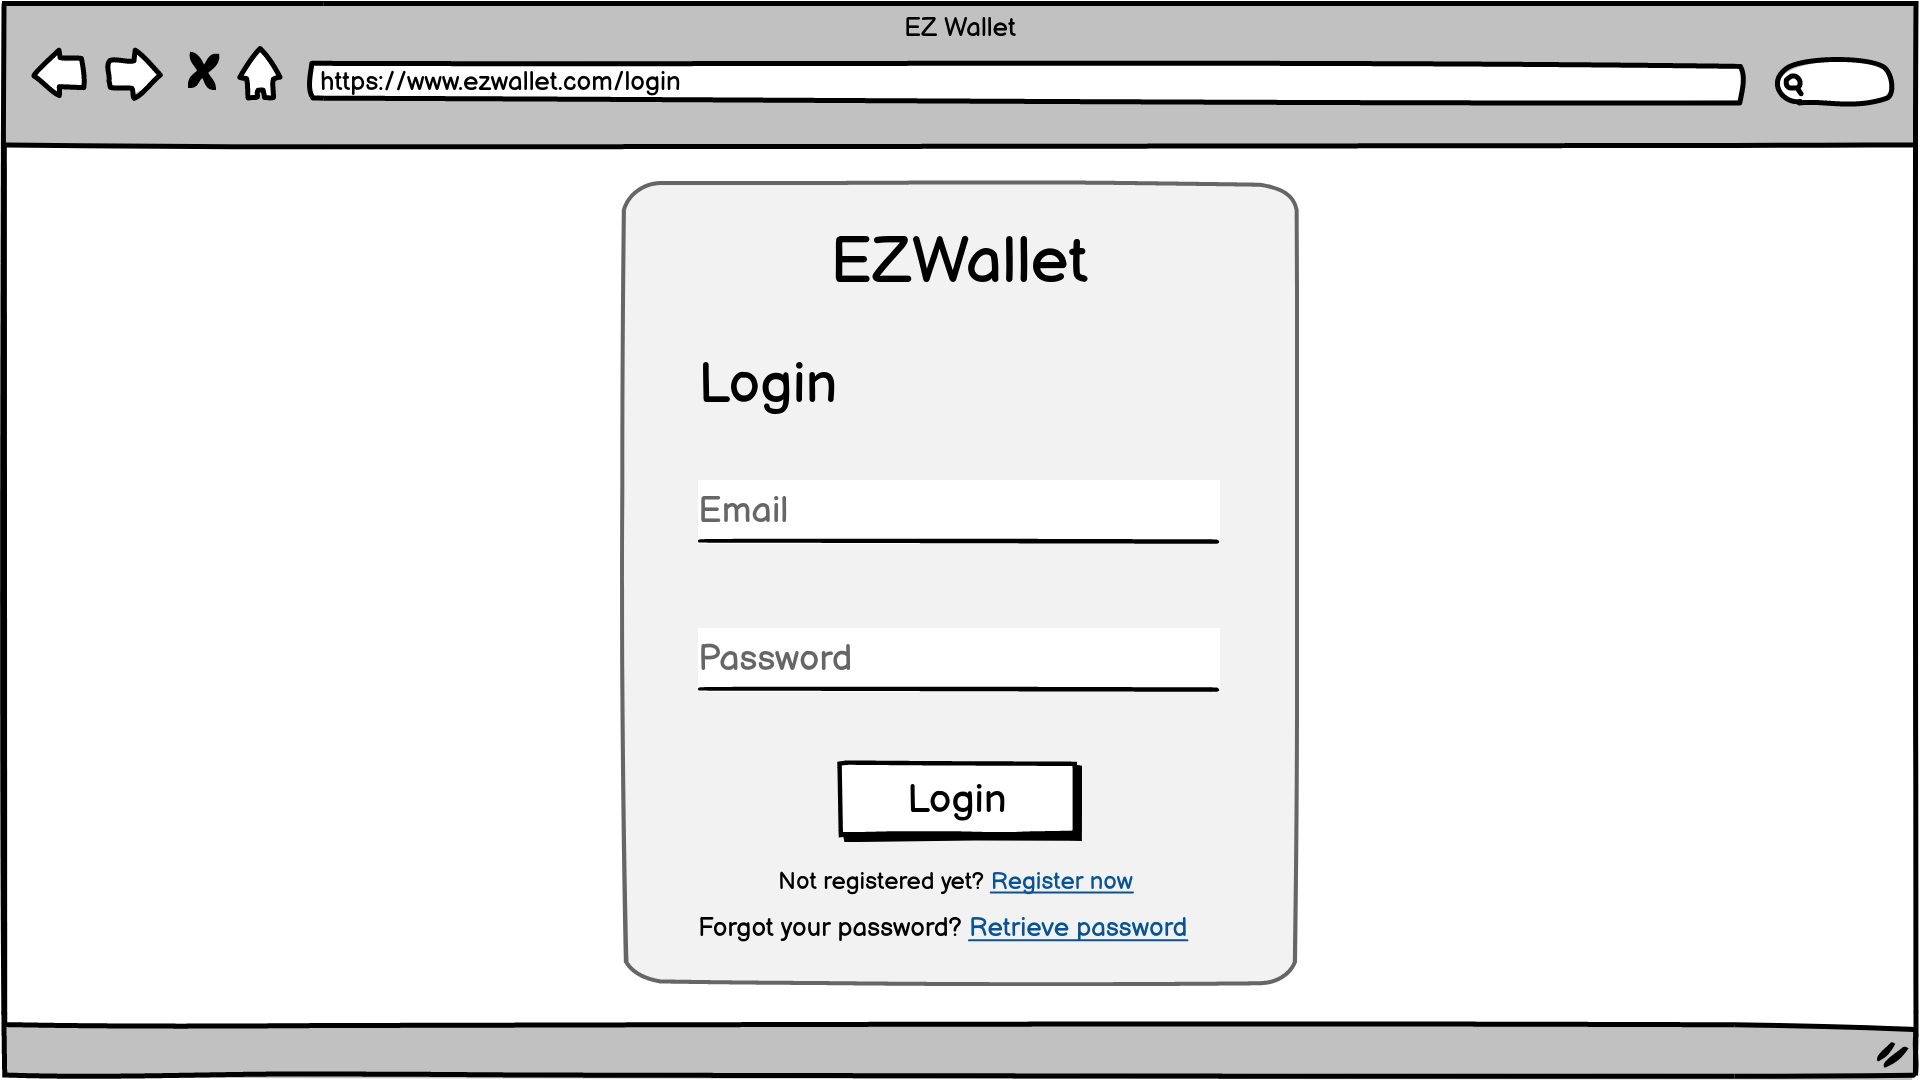 EZ Wallet
https://www.ezwallet.com/login
EZWallet
Login
Email
Password
Login
Not registered yet? Register now
Forgot your password? Retrieve password